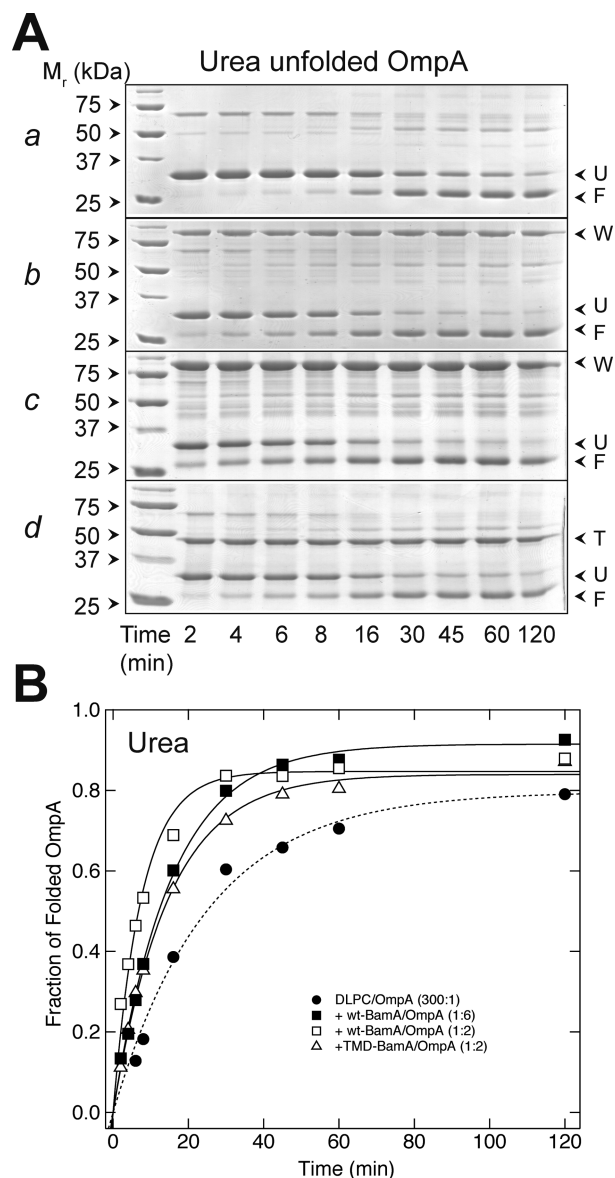 A
Mr (kDa)
Urea unfolded OmpA
a
75
50
37
25
U
F
b
75
50
37
25
W
U
F
c
75
50
37
25
W
U
F
d
75
50
37
25
T
U
F
Time (min) 2 4 6 8 16 30 45 60 120
B
Urea
Fraction of Folded OmpA
1.0
0.8
0.6
0.4
0.2
0.0
DLPC/OmpA (300:1)
+ wt-BamA/OmpA (1:6)
+ wt-BamA/OmpA (1:2)
+TMD-BamA/OmpA (1:2)
0 20 40 60 80 100 120
Time (min)